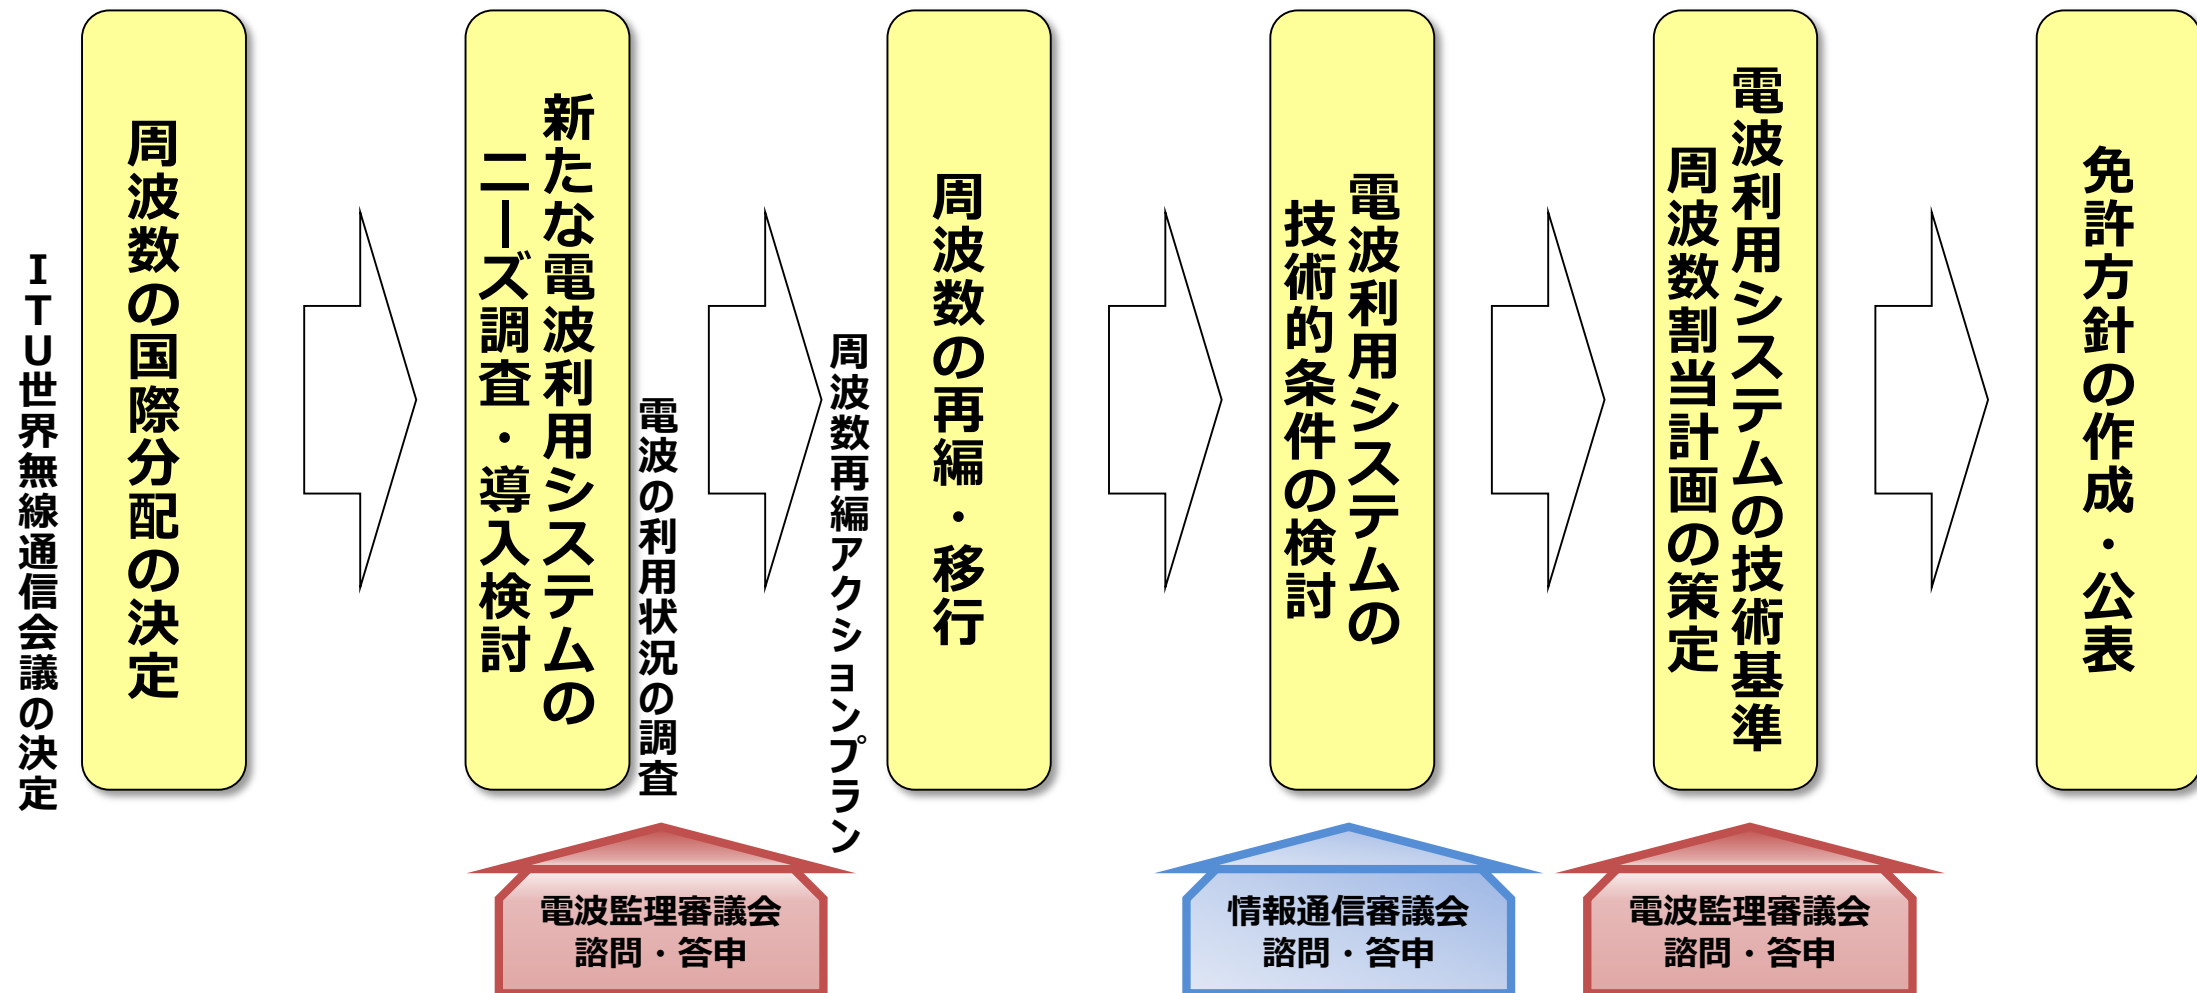 ＩＴＵ世界無線通信会議の決定
周波数の国際分配の決定
新たな電波利用システムの
ニーズ調査・導入検討
電波の利用状況の調査
周波数再編アクションプラン
周波数の再編・移行
電波利用システムの
技術的条件の検討
電波利用システムの技術基準
周波数割当計画の策定
免許方針の作成・公表
電波監理審議会
諮問・答申
情報通信審議会
諮問・答申
電波監理審議会
諮問・答申